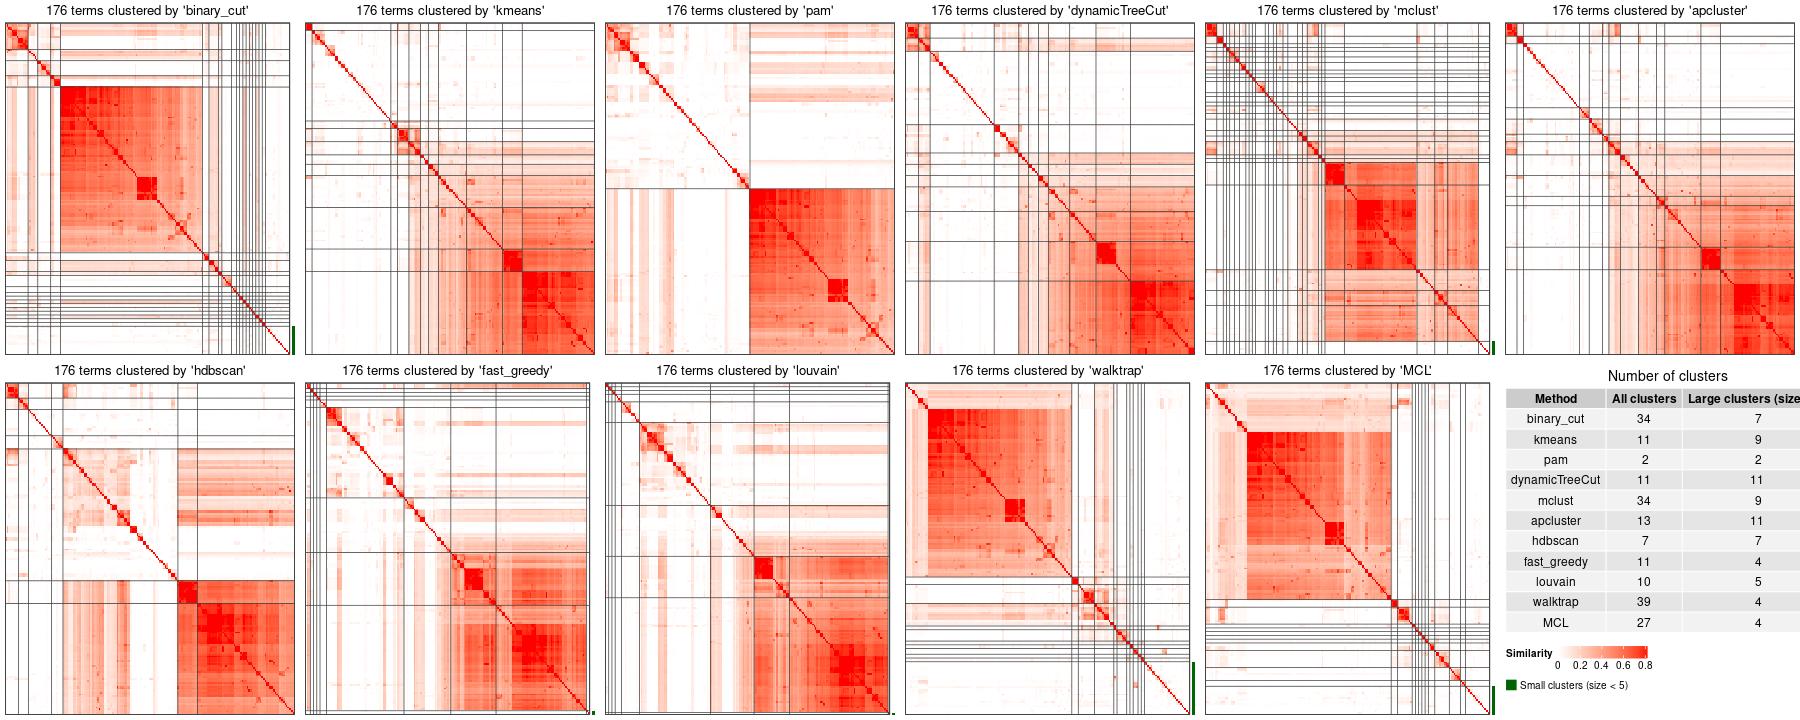 176 terms clustered by 'binary_cut'
176 terms clustered by 'kmeans'
176 terms clustered by 'pam'
176 terms clustered by 'dynamicTreeCut'
176 terms clustered by 'mclust'
176 terms clustered by 'apcluster'
176 terms clustered by 'hdbscan'
176 terms clustered by 'fast_greedy'
176 terms clustered by 'louvain'
176 terms clustered by 'walktrap'
176 terms clustered by 'MCL'
Number of clusters
Method All clusters Large clusters (size
binary_cut 34 7
kmeans 11 9
pam 2 2
dynamicTreeCut 11 11
mclust 34 9
apcluster 13 11
hdbscan 7 7
fast_greedy 11 4
louvain 10 5
walktrap 39 4
MCL 27 4
Similarity
0 0.2 0.4 0.6 0.8
Small clusters (size < 5)